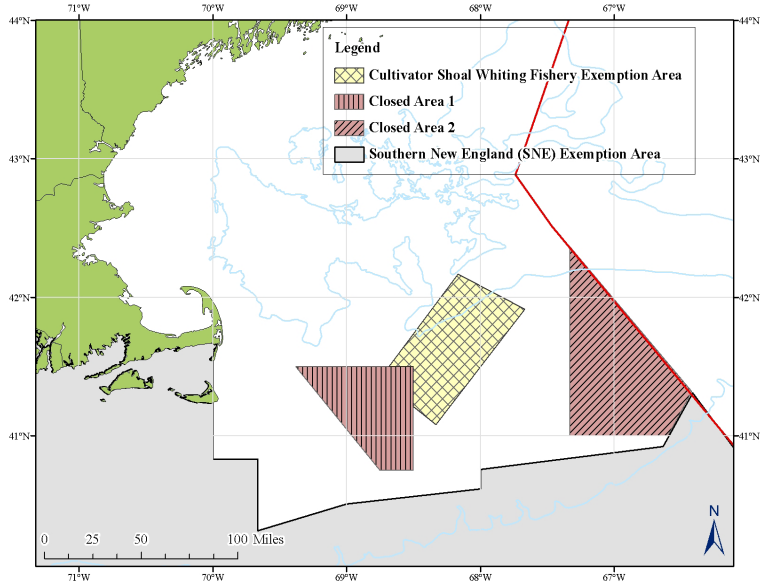 44°N 70°W 69°W 68°W 67°W 44°N
Legend
Cultivator Shoal Whiting Fishery Exemption Area
Closed Area 1
Closed Area 2
Southern New England (SNE) Exemption Area
43°N 43°N
42°N 42°N
41°N 41°N
N
0 25 50 100 Miles
71°W 70°W 69°W 68°W 67°W